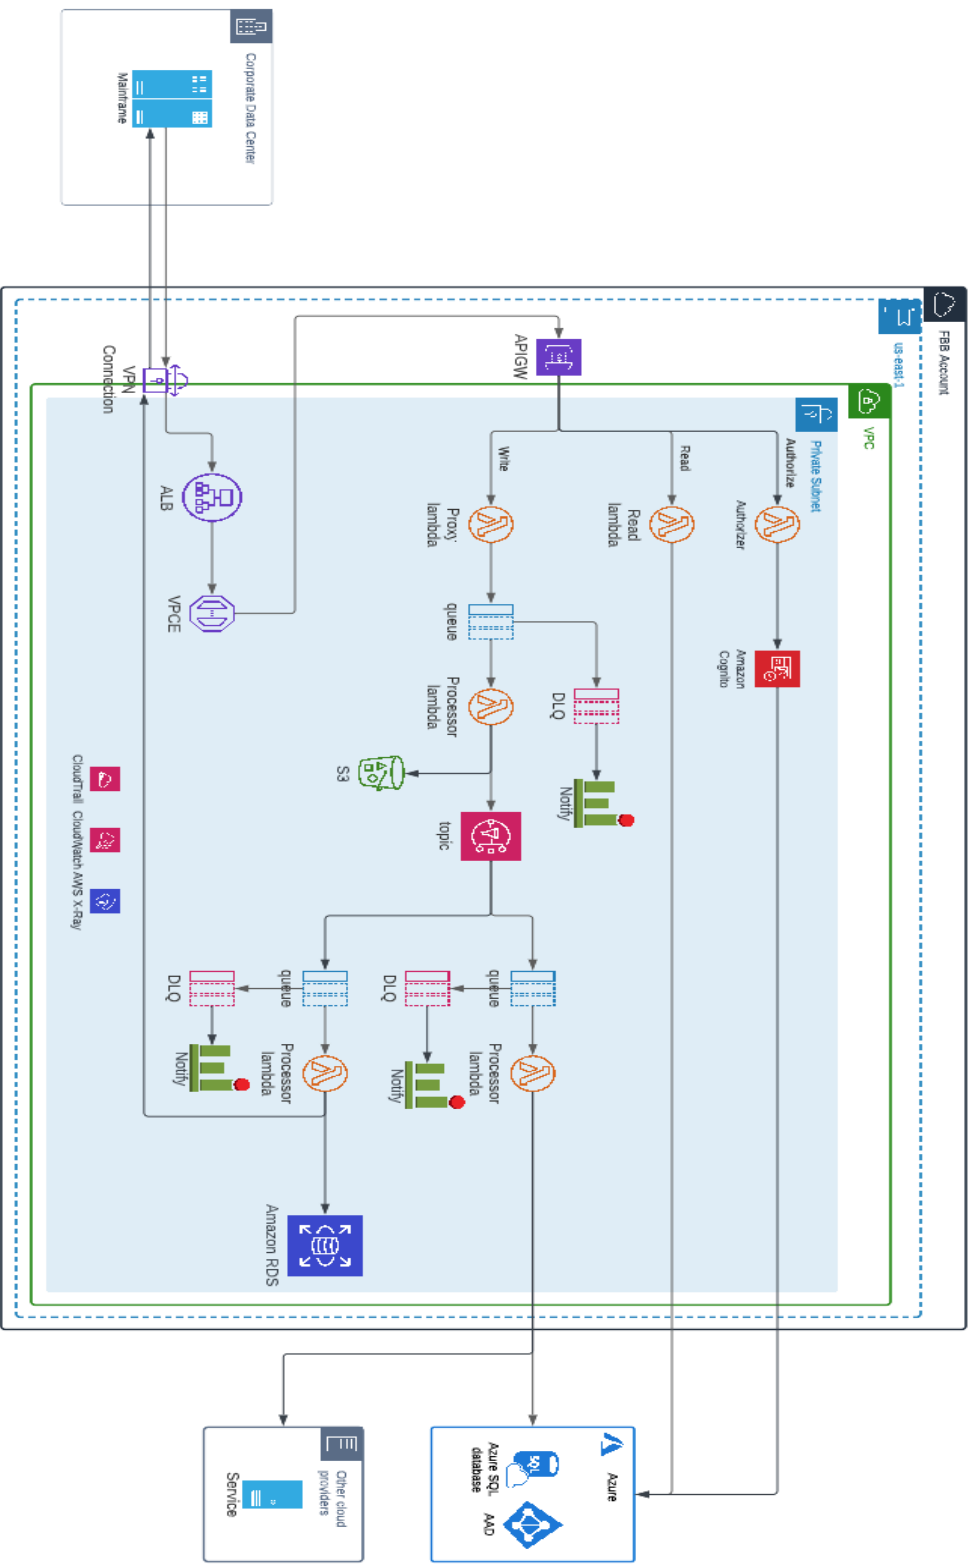 Corporate Data Center
Mainframe
FBB Account
us-east-1
VPC
Private Subnet
VPN
Connection
ALB
VPCE
APIGW
Authorize
Read
Write
Authorizer
Read
lambda
Proxy
lambda
Amazon
Cognito
queue
DLQ
Notify
Processor
lambda
S3
topic
queue
DLQ
Notify
Processor
lambda
queue
DLQ
Notify
Processor
lambda
Amazon RDS
CloudTrail
CloudWatch
AWS X-Ray
Azure
SQL
Azure SQL
database
AAD
Other cloud
providers
Service